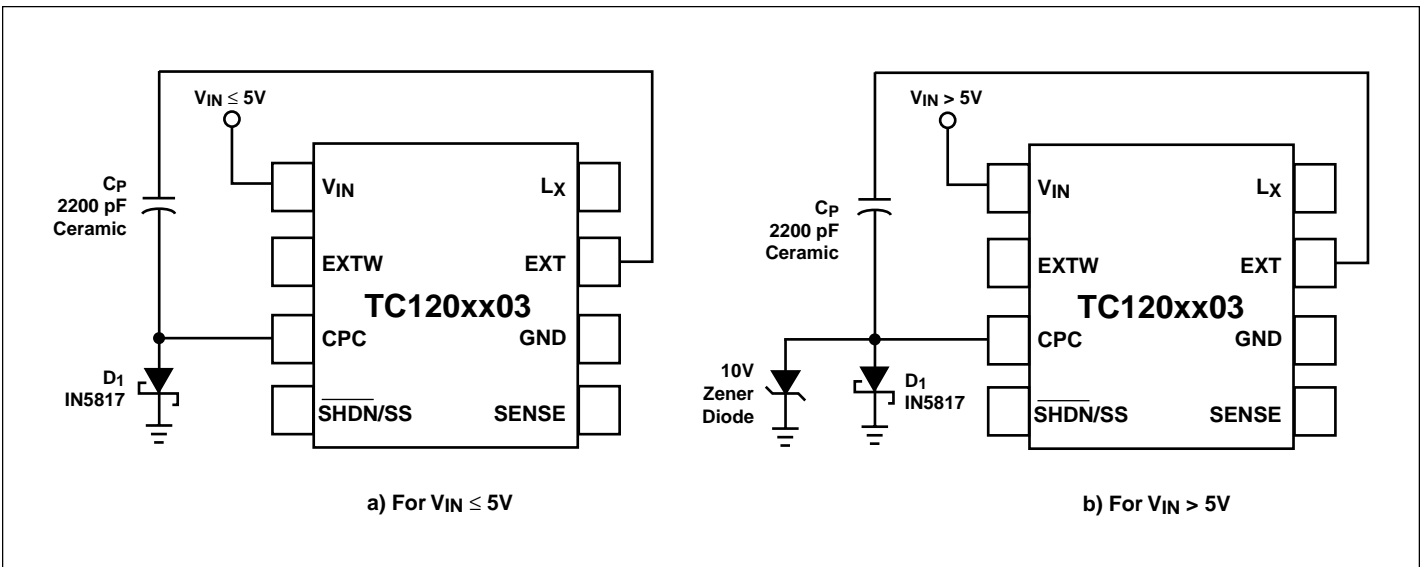 VIN ≤ 5V
CP
2200 pF
Ceramic
VIN
LX
EXTW
EXT
TC120xx03
CPC
GND
D1
IN5817
SHDN/SS
SENSE
a) For VIN ≤ 5V
VIN > 5V
CP
2200 pF
Ceramic
VIN
LX
EXTW
EXT
TC120xx03
CPC
GND
10V
Zener
Diode
D1
IN5817
SHDN/SS
SENSE
b) For VIN > 5V